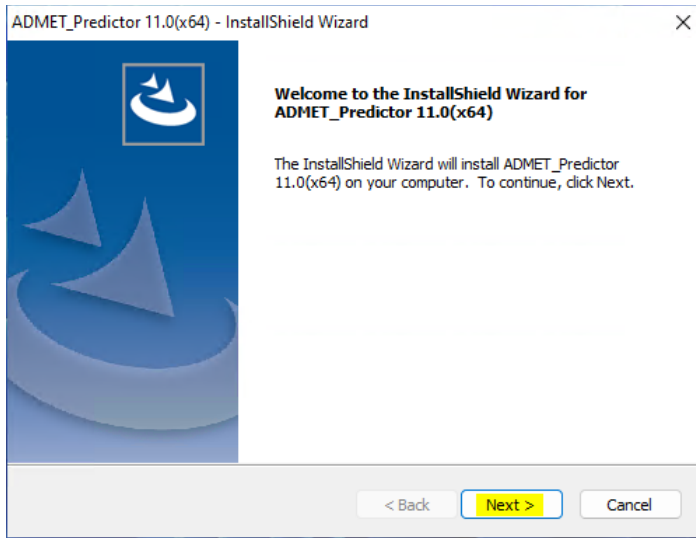 ADMET_Predictor 11.0(x64) - InstallShield Wizard
Welcome to the InstallShield Wizard for
ADMET_Predictor 11.0(x64)
The InstallShield Wizard will install ADMET_Predictor
11.0(x64) on your computer.  To continue, click Next.
< Back Next > Cancel